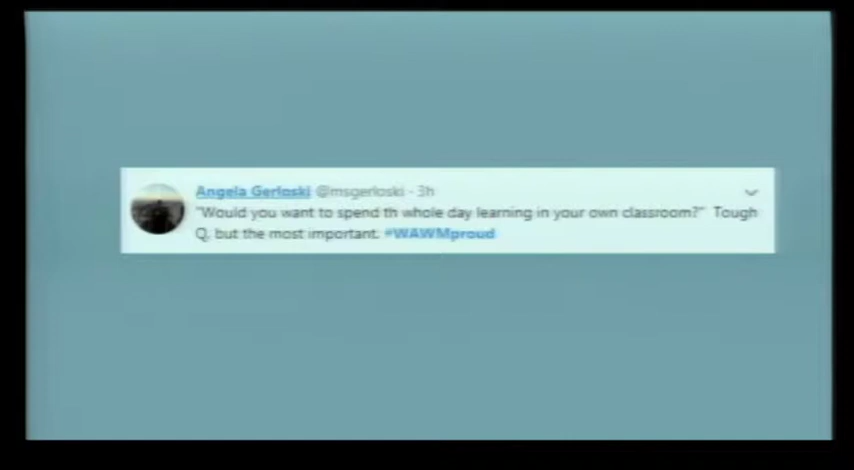 Angela Gerloski @msgerloski · 3h
"Would you want to spend th whole day learning in your own classroom?" Tough
Q, but the most important. #WAWMproud